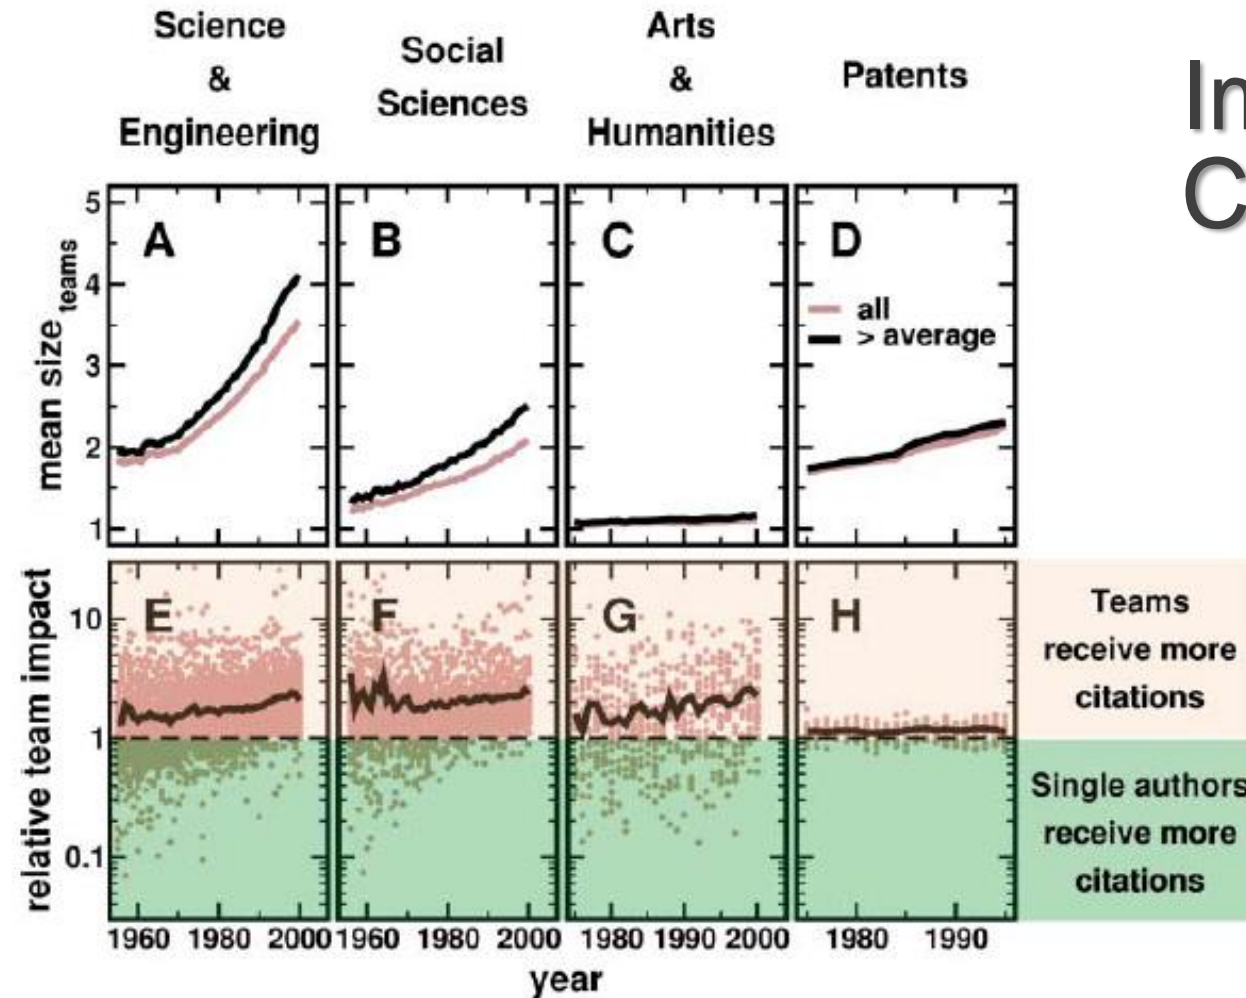 Science
&
Engineering
Social
Sciences
Arts
&
Humanities
Patents
In
C
mean size teams
5
4
3
2
1
A
B
C
D
all
> average
relative team impact
10
1
0.1
E
F
G
H
Teams
receive more
citations
Single authors
receive more
citations
1960 1980 2000
1960 1980 2000
1980 1990 2000
1980 1990
year